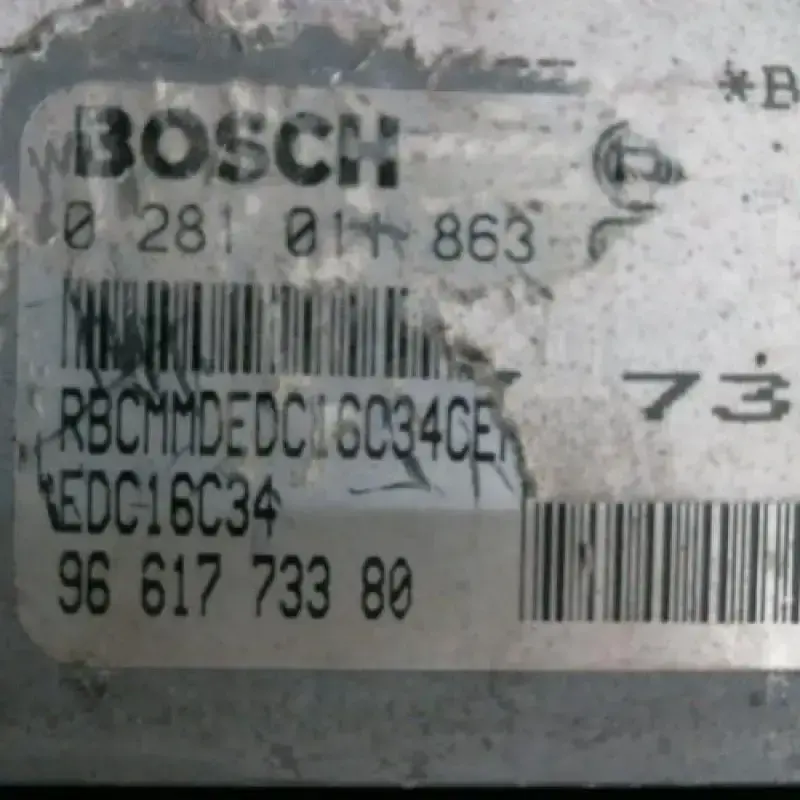 *B
BOSCH
0 281 011 863
73
RBCMMDEDC16C34CE
EDC16C34
96 617 733 80